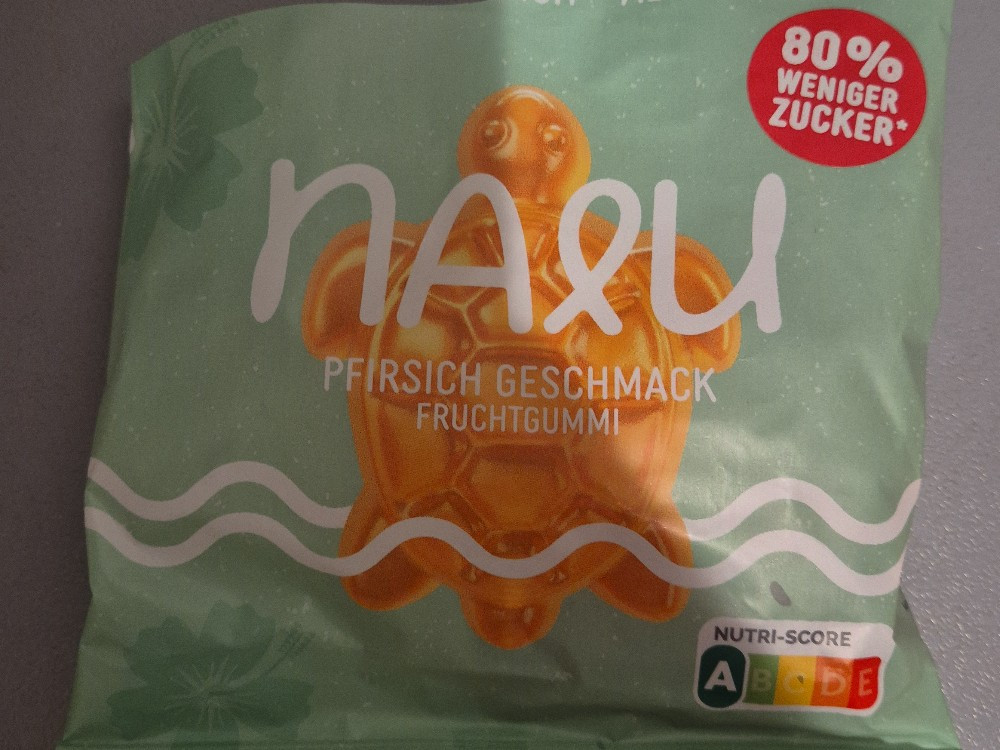 80%
WENIGER
ZUCKER*
nAlu
PFIRSICH GESCHMACK
FRUCHTGUMMI
NUTRI-SCORE
A B C D E